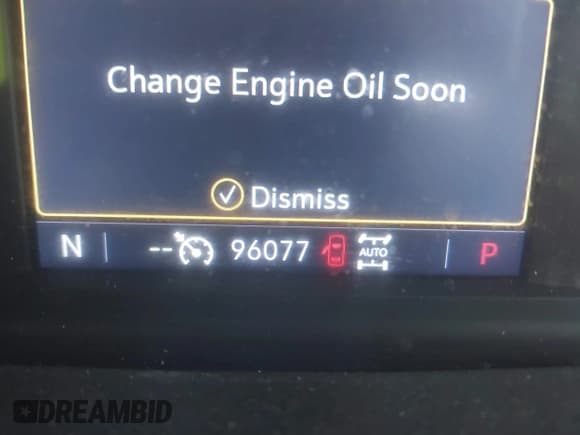 Change Engine Oil Soon
Dismiss
N -- 96077 AUTO P
DREAMBID